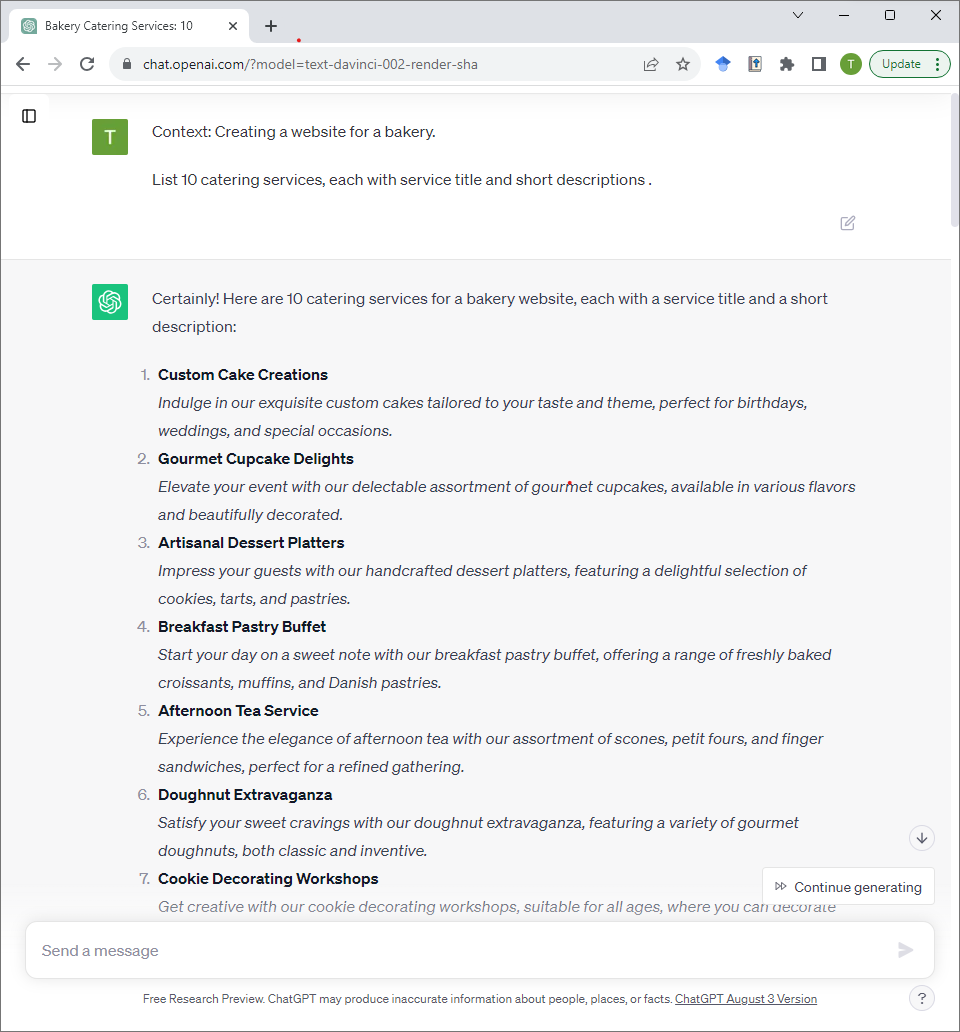 Bakery Catering Services: 10
chat.openai.com/?model=text-davinci-002-render-sha
T
Update
T
Context: Creating a website for a bakery.
List 10 catering services, each with service title and short descriptions .
Certainly! Here are 10 catering services for a bakery website, each with a service title and a short
description:
1. Custom Cake Creations
Indulge in our exquisite custom cakes tailored to your taste and theme, perfect for birthdays,
weddings, and special occasions.
2. Gourmet Cupcake Delights
Elevate your event with our delectable assortment of gourmet cupcakes, available in various flavors
and beautifully decorated.
3. Artisanal Dessert Platters
Impress your guests with our handcrafted dessert platters, featuring a delightful selection of
cookies, tarts, and pastries.
4. Breakfast Pastry Buffet
Start your day on a sweet note with our breakfast pastry buffet, offering a range of freshly baked
croissants, muffins, and Danish pastries.
5. Afternoon Tea Service
Experience the elegance of afternoon tea with our assortment of scones, petit fours, and finger
sandwiches, perfect for a refined gathering.
6. Doughnut Extravaganza
Satisfy your sweet cravings with our doughnut extravaganza, featuring a variety of gourmet
doughnuts, both classic and inventive.
7. Cookie Decorating Workshops
Continue generating
Get creative with our cookie decorating workshops, suitable for all ages, where you can decorate
Send a message
Free Research Preview. ChatGPT may produce inaccurate information about people, places, or facts. ChatGPT August 3 Version
?